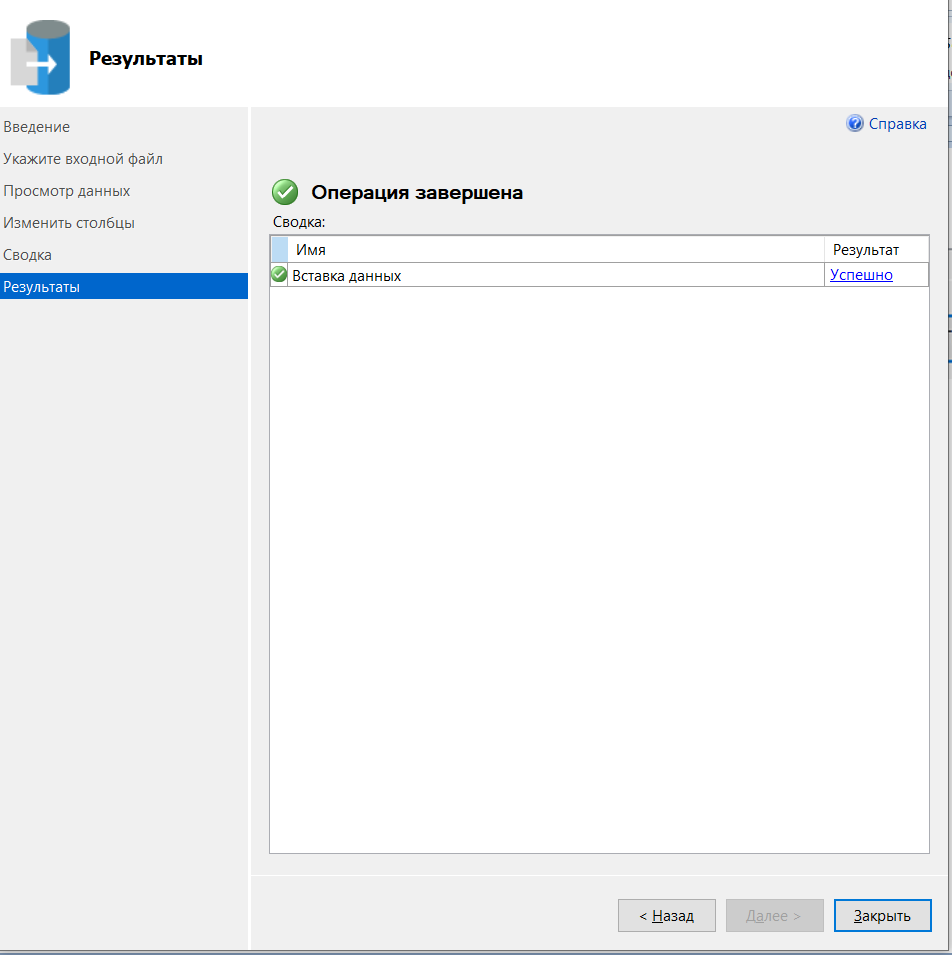 Результаты
Введение
Укажите входной файл
Просмотр данных
Изменить столбцы
Сводка
Результаты
Справка
Операция завершена
Сводка:
Имя Результат
Вставка данных Успешно
< Назад Далее > Закрыть